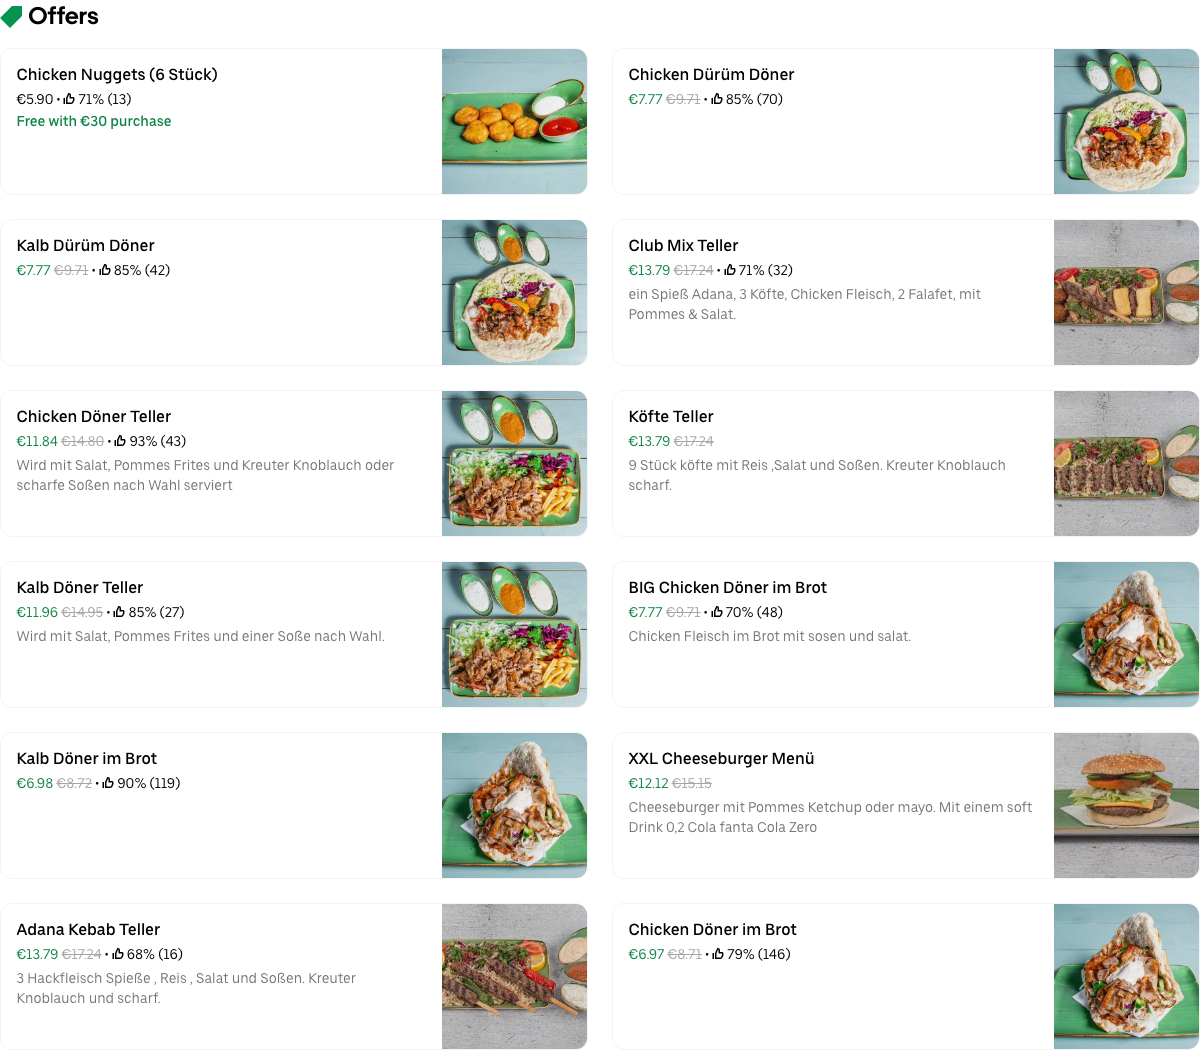 Offers
Chicken Nuggets (6 Stück)
€5.90 • 71% (13)
Free with €30 purchase
Chicken Dürüm Döner
€7.77 €9.71 • 85% (70)
Kalb Dürüm Döner
€7.77 €9.71 • 85% (42)
Club Mix Teller
€13.79 €17.24 • 71% (32)
ein Spieß Adana, 3 Köfte, Chicken Fleisch, 2 Falafet, mit
Pommes & Salat.
Chicken Döner Teller
€11.84 €14.80 • 93% (43)
Wird mit Salat, Pommes Frites und Kreuter Knoblauch oder
scharfe Soßen nach Wahl serviert
Köfte Teller
€13.79 €17.24
9 Stück köfte mit Reis ,Salat und Soßen. Kreuter Knoblauch
scharf.
Kalb Döner Teller
€11.96 €14.95 • 85% (27)
Wird mit Salat, Pommes Frites und einer Soße nach Wahl.
BIG Chicken Döner im Brot
€7.77 €9.71 • 70% (48)
Chicken Fleisch im Brot mit sosen und salat.
Kalb Döner im Brot
€6.98 €8.72 • 90% (119)
XXL Cheeseburger Menü
€12.12 €15.15
Cheeseburger mit Pommes Ketchup oder mayo. Mit einem soft
Drink 0,2 Cola fanta Cola Zero
Adana Kebab Teller
€13.79 €17.24 • 68% (16)
3 Hackfleisch Spieße , Reis , Salat und Soßen. Kreuter
Knoblauch und scharf.
Chicken Döner im Brot
€6.97 €8.71 • 79% (146)